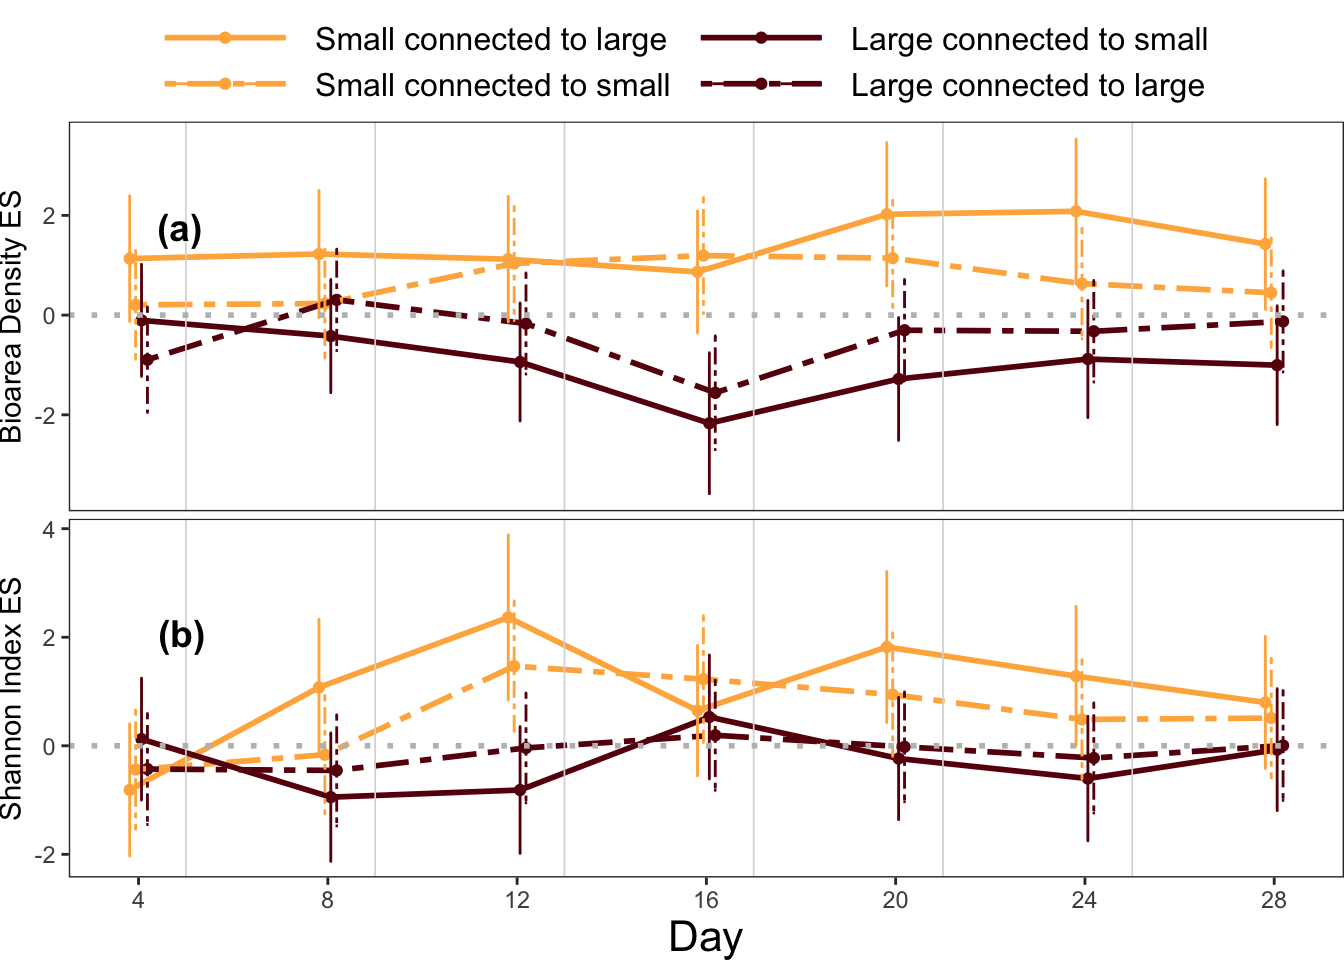 Small connected to large
Large connected to small
Small connected to small
Large connected to large
Bioarea Density ES
2
0
-2
(a)
Shannon Index ES
4
2
0
-2
(b)
4 8 12 16 20 24 28
Day